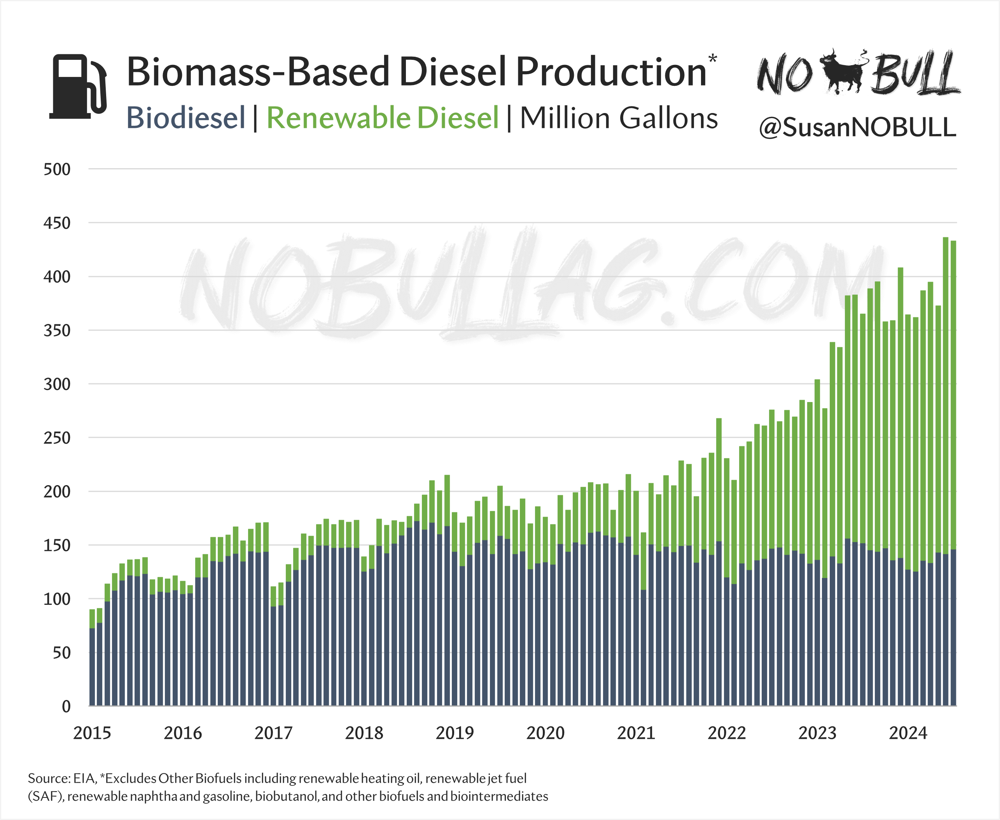 Biomass-Based Diesel Production*
Biodiesel | Renewable Diesel | Million Gallons
NO BULL
@SusanNOBULL
500
450
400
350
300
250
200
150
100
50
0
NOBULLAG.COM
2015 2016 2017 2018 2019 2020 2021 2022 2023 2024
Source: EIA, *Excludes Other Biofuels including renewable heating oil, renewable jet fuel
(SAF), renewable naphtha and gasoline, biobutanol, and other biofuels and biointermediates